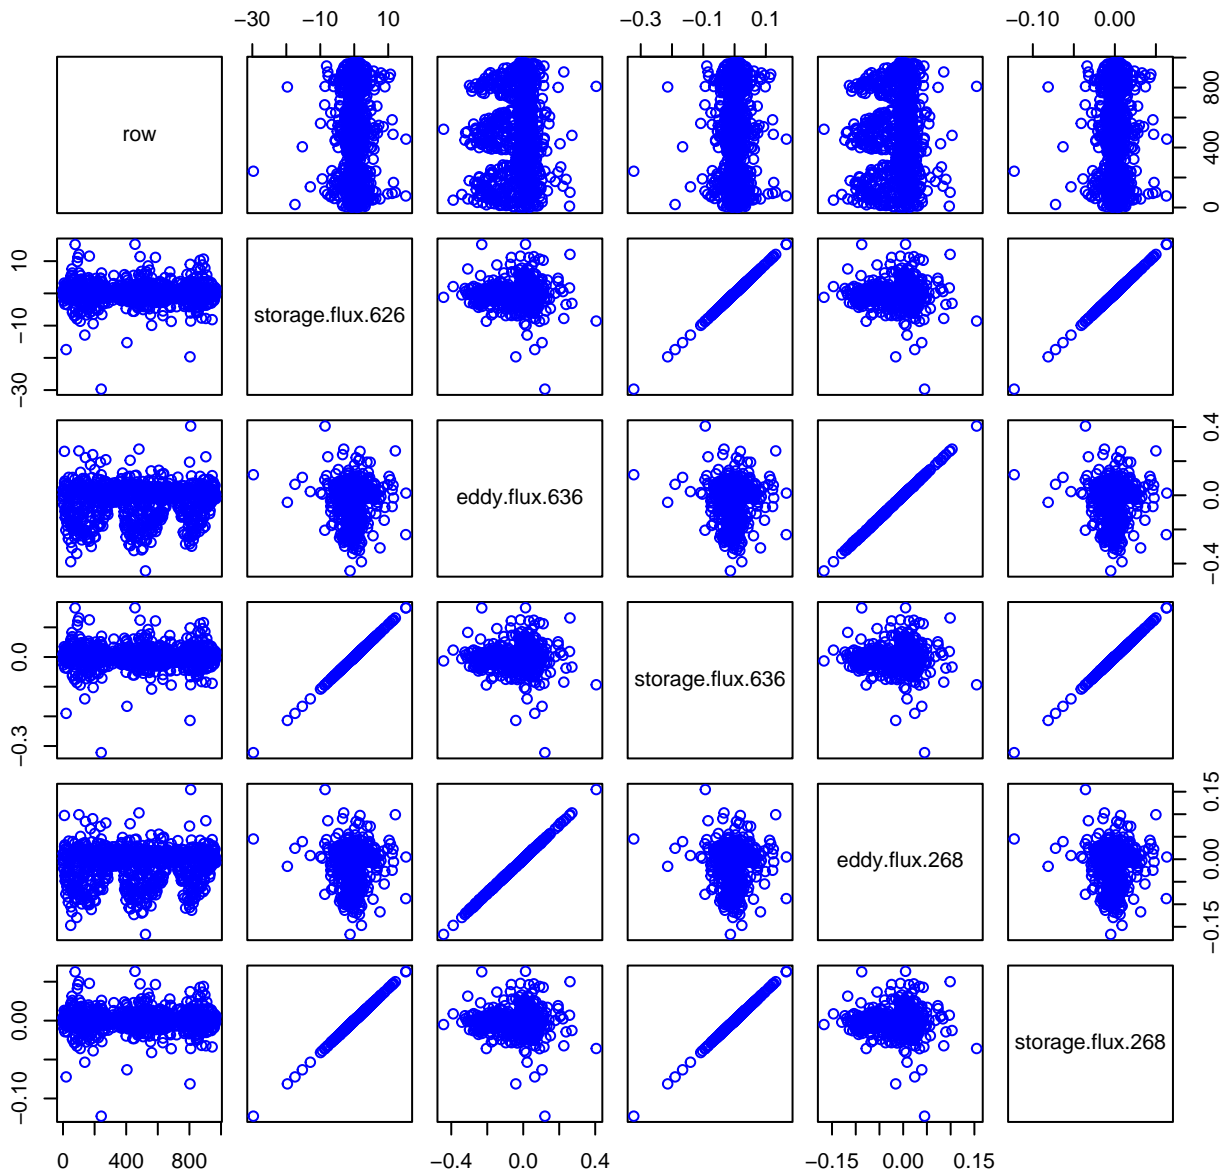 −30 −10 10 −0.3 −0.1 0.1 −0.10 0.00
row
0 400 800
storage.flux.626
−30 −10 10
eddy.flux.636
−0.4 0.0 0.4
storage.flux.636
−0.3 0.0
eddy.flux.268
−0.15 0.00 0.15
storage.flux.268
−0.10 0.00
0 400 800 −0.4 0.0 0.4 −0.15 0.00